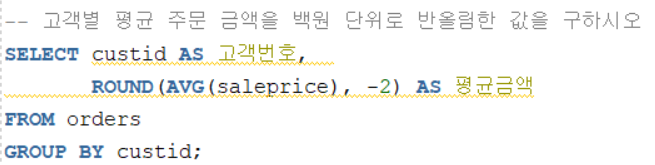 -- 고객별 평균 주문 금액을 백원 단위로 반올림한 값을 구하시오
SELECT custid AS 고객번호,
ROUND(AVG(saleprice), -2) AS 평균금액
FROM orders
GROUP BY custid;